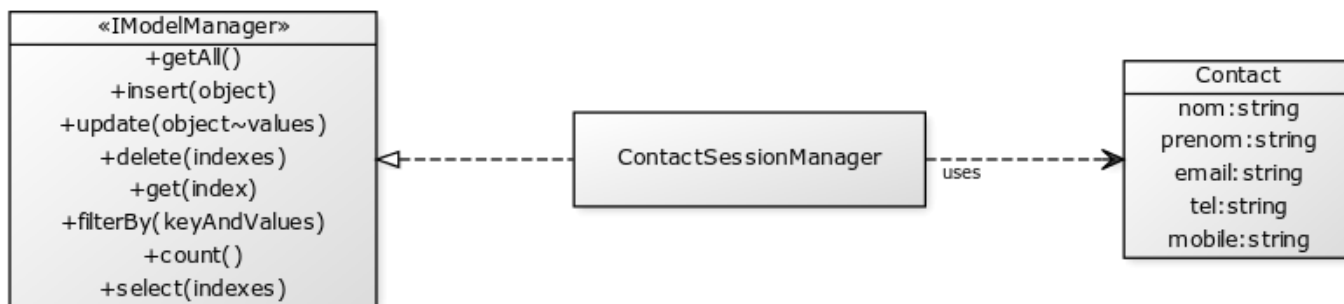 «IModelManager»
+getAll()
+insert(object)
+update(object~values)
+delete(indexes)
+get(index)
+filterBy(keyAndValues)
+count()
+select(indexes)
ContactSessionManager
uses
Contact
nom:string
prenom:string
email:string
tel:string
mobile:string